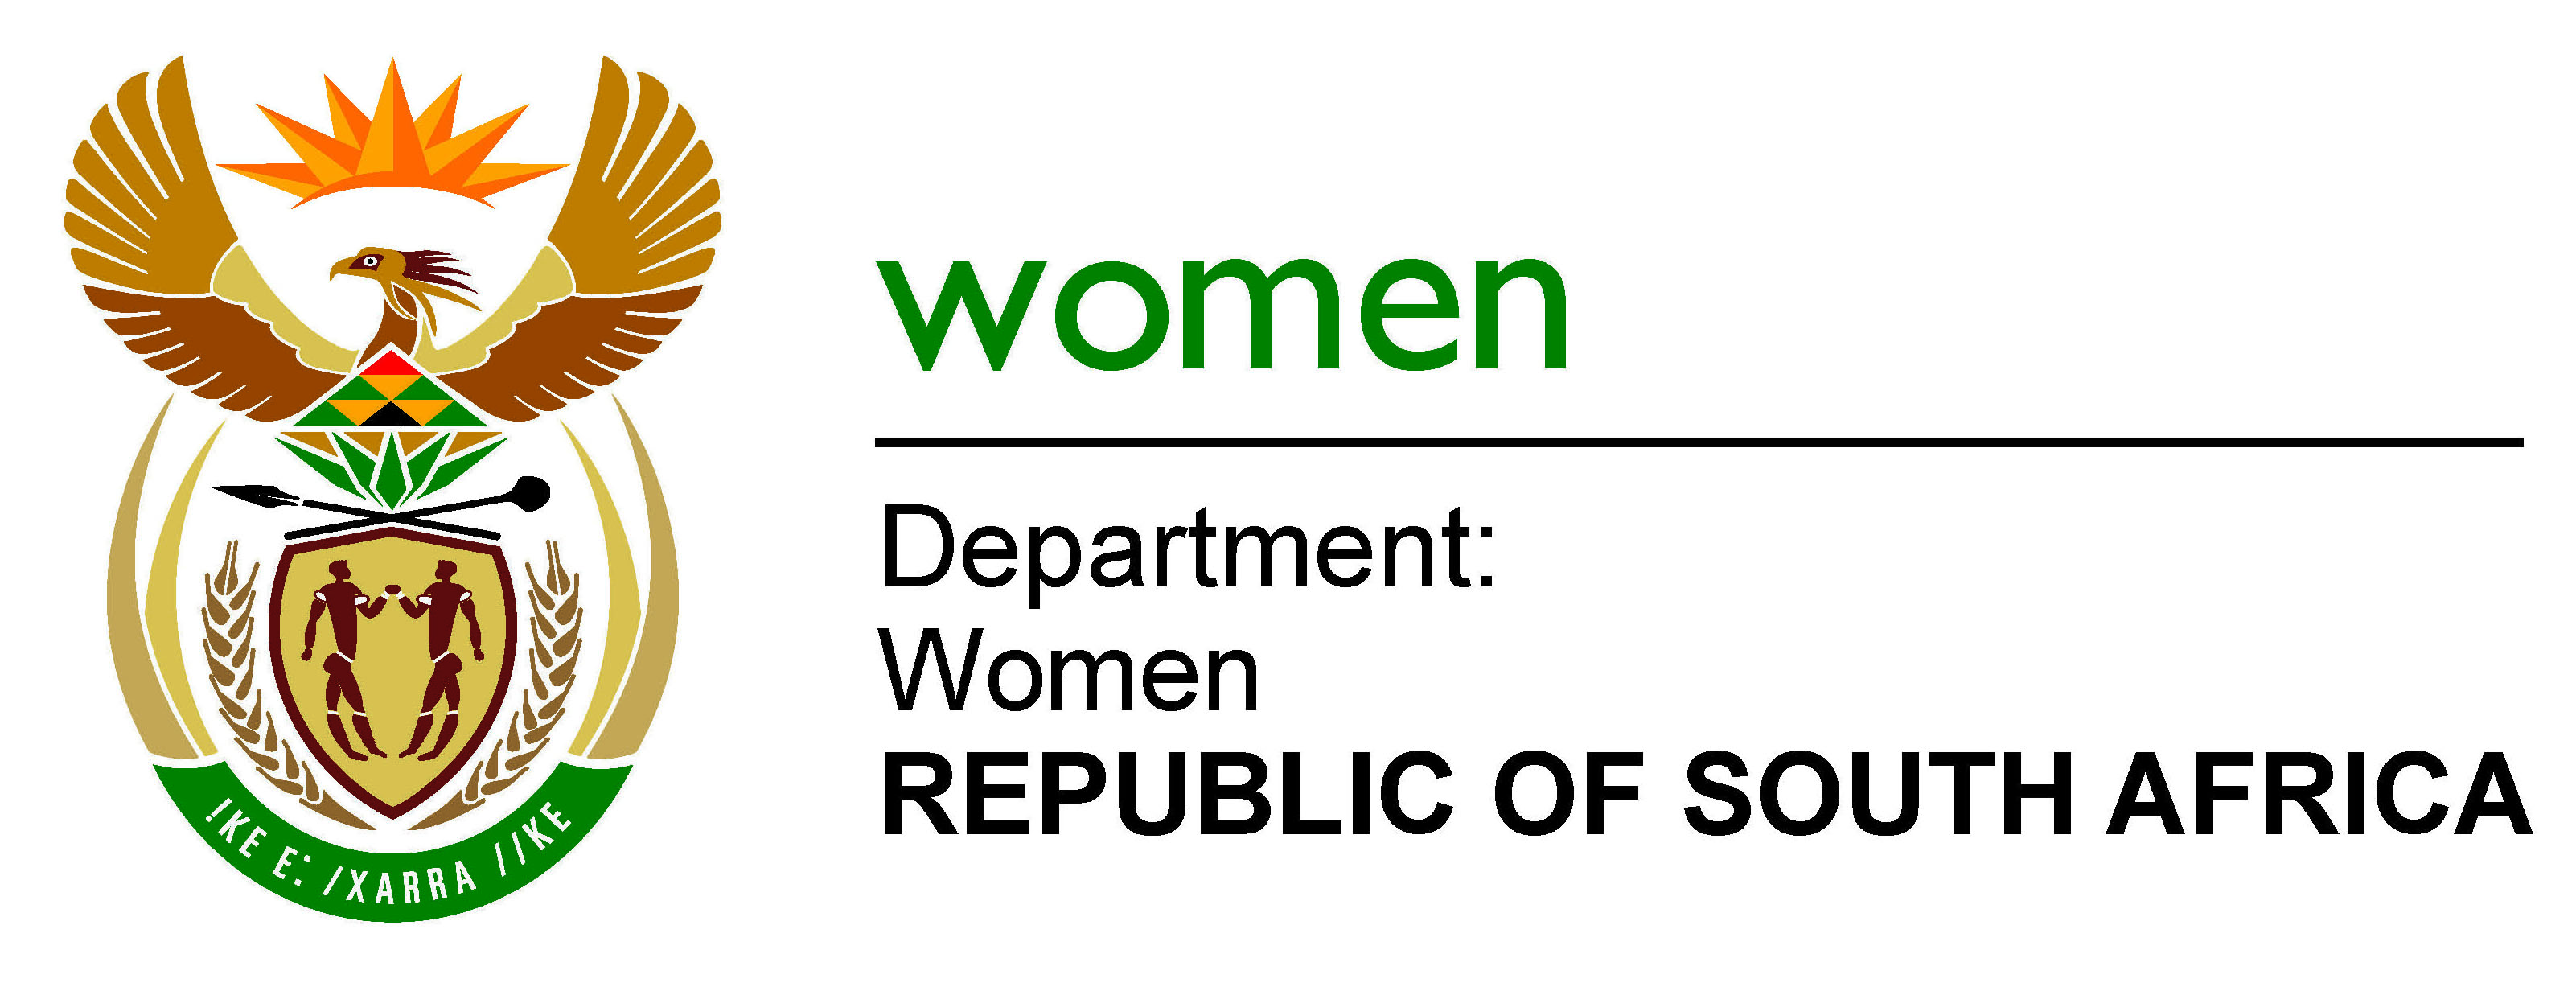 women
Department:
Women
REPUBLIC OF SOUTH AFRICA
!KE E: /XARRA //KE